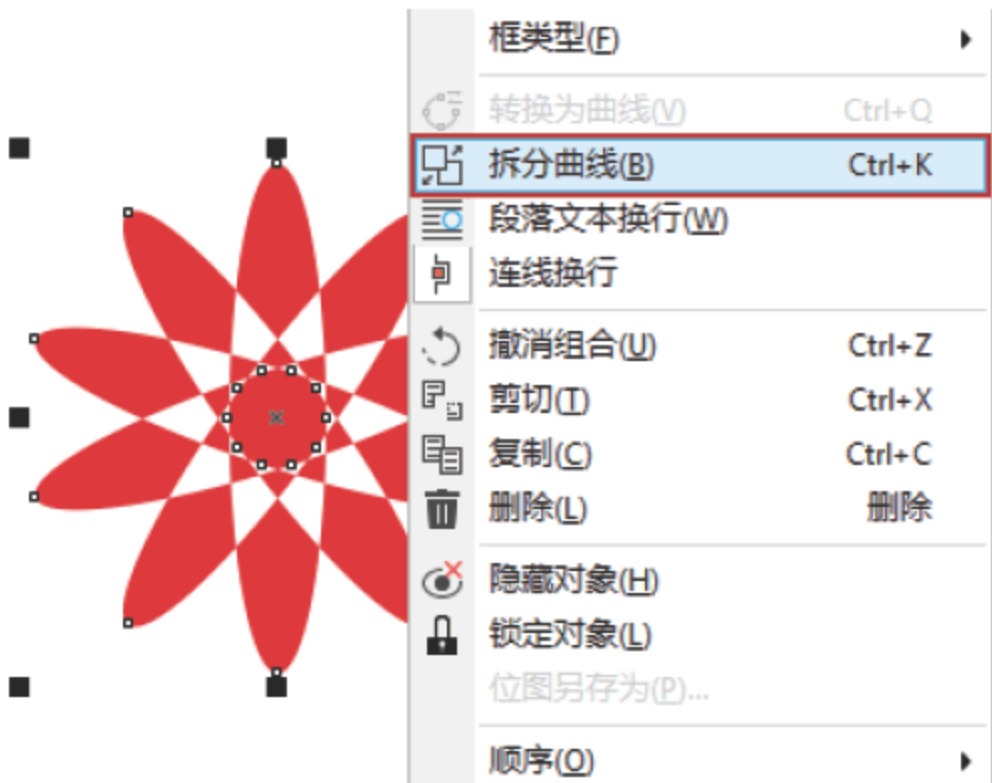 框类型(F)
转换为曲线(V) Ctrl+Q
拆分曲线(B) Ctrl+K
段落文本换行(W)
连线换行
撤消组合(U) Ctrl+Z
剪切(T) Ctrl+X
复制(C) Ctrl+C
删除(L) 删除
隐藏对象(H)
锁定对象(L)
位图另存为(P)...
顺序(O)